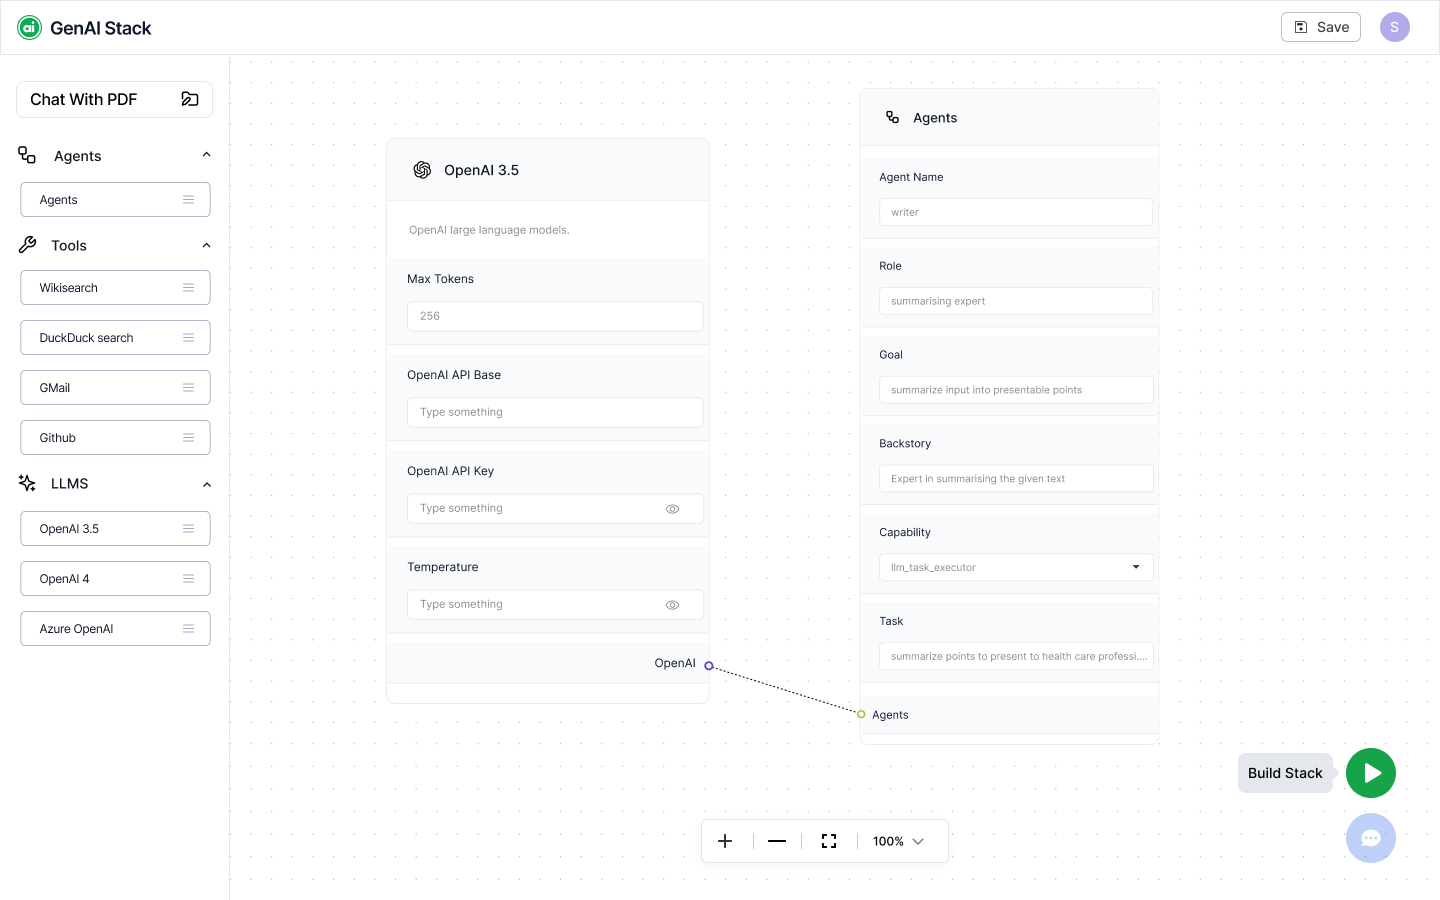 ai GenAI Stack
Save
S
Chat With PDF
Agents
Agents
Tools
Wikisearch
DuckDuck search
GMail
Github
LLMS
OpenAI 3.5
OpenAI 4
Azure OpenAI
OpenAI 3.5
OpenAI large language models.
Max Tokens
256
OpenAI API Base
Type something
OpenAI API Key
Type something
Temperature
Type something
OpenAI
Agents
Agent Name
writer
Role
summarising expert
Goal
summarize input into presentable points
Backstory
Expert in summarising the given text
Capability
llm_task_executor
Task
summarize points to present to health care professi....
Agents
Build Stack
100%